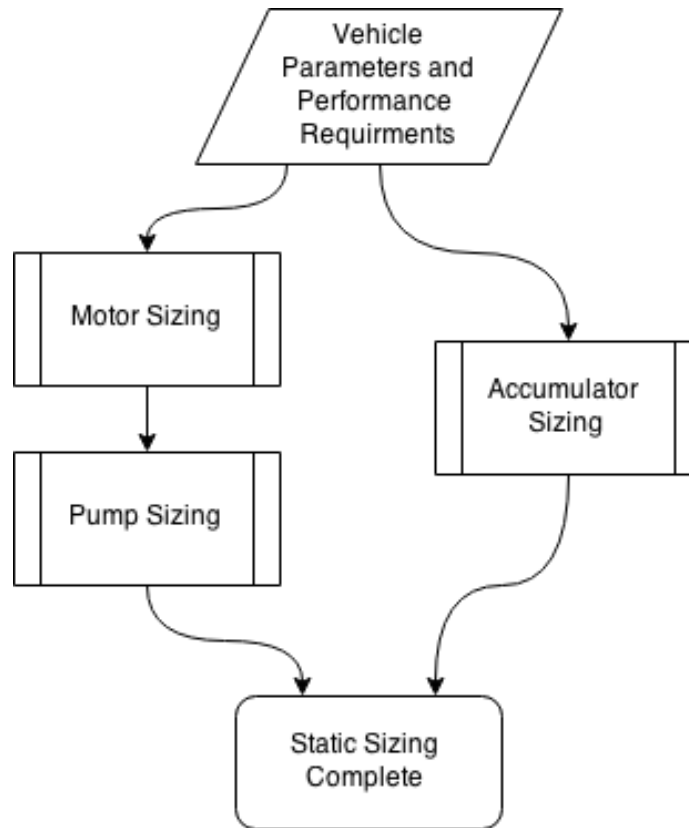 Vehicle
Parameters and
Performance
Requirments
Motor Sizing
Accumulator
Sizing
Pump Sizing
Static Sizing
Complete